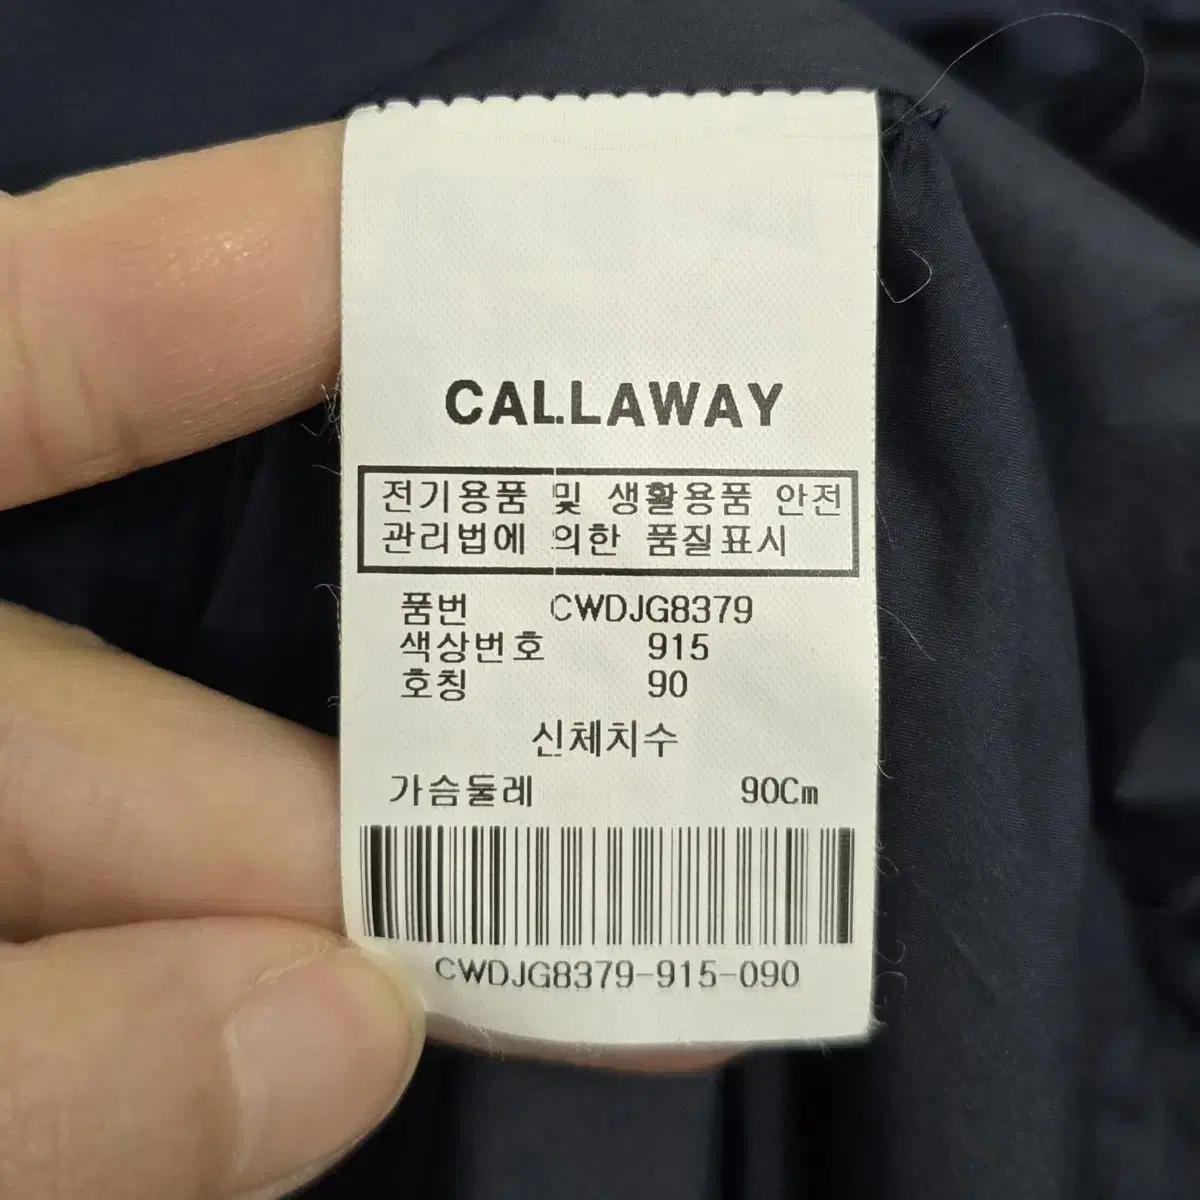 CALLAWAY
전기용품 및 생활용품 안전
관리법에 의한 품질표시
품번 CWDJG8379
색상번호 915
호칭 90
신체치수
가슴둘레 90Cm
CWDJG8379-915-090